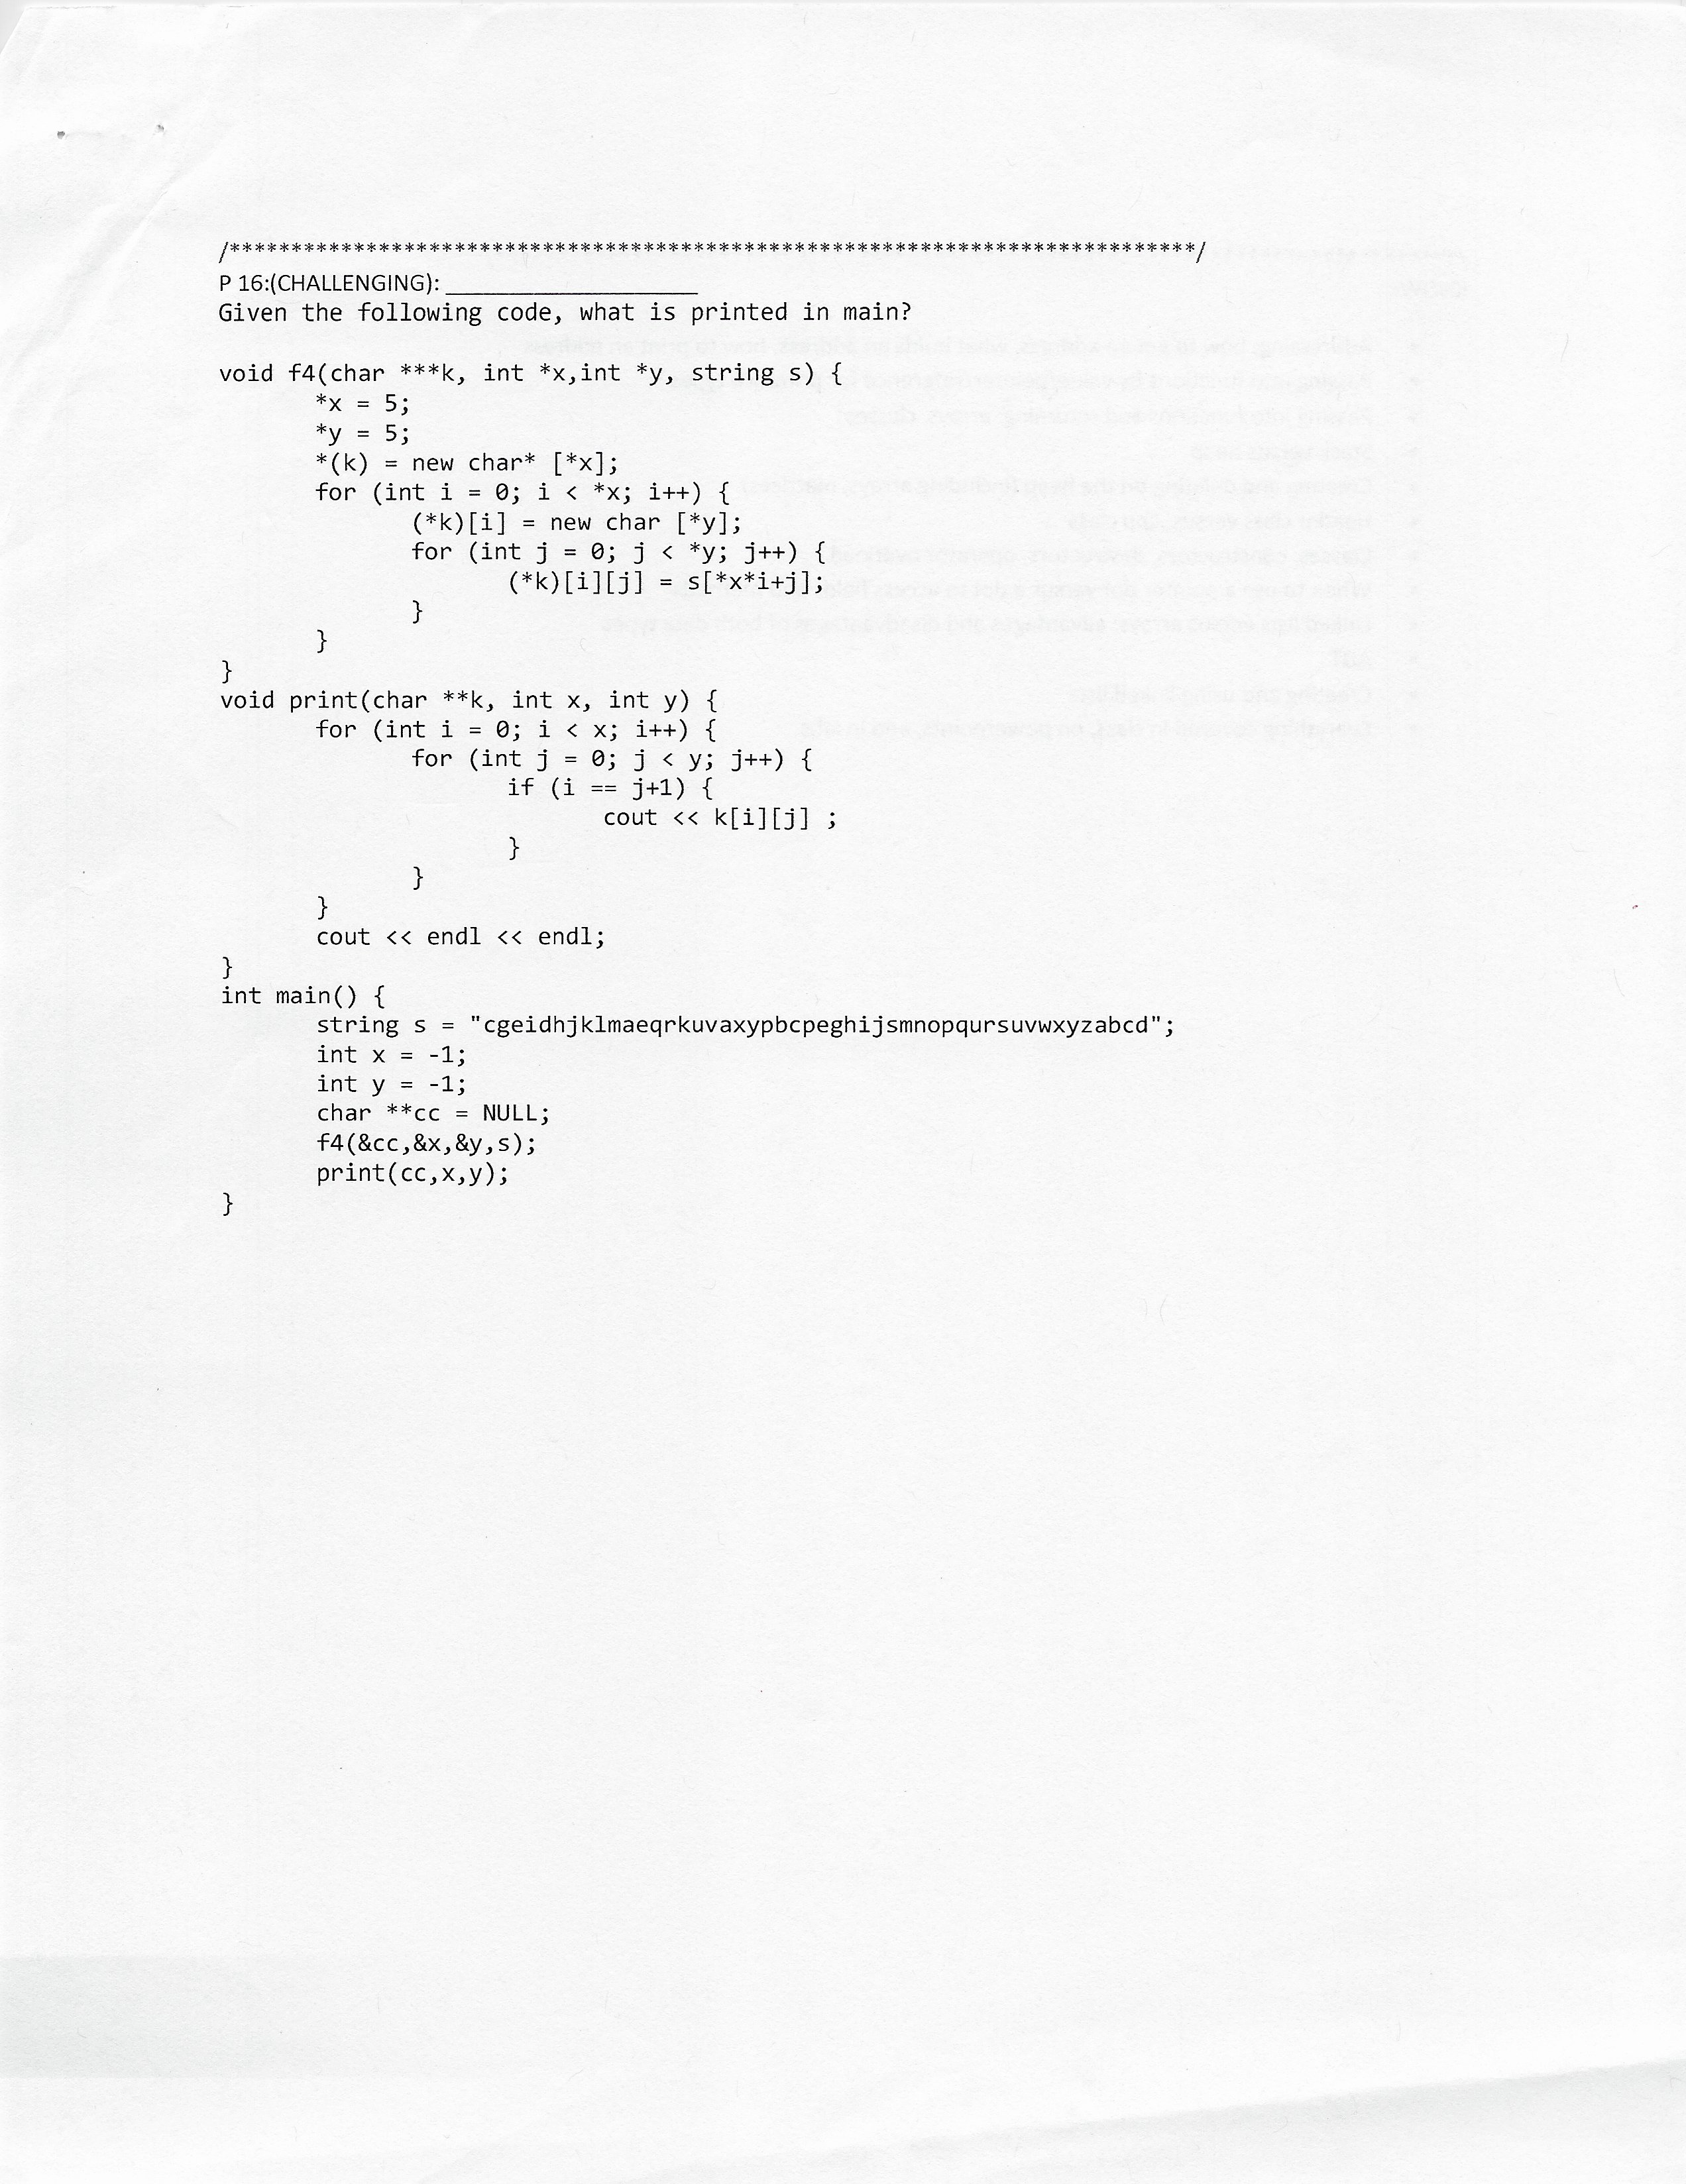 /******************************************************************************/
P 16:(CHALLENGING): ____________________
Given the following code, what is printed in main?
void f4(char ***k, int *x,int *y, string s) {
*x = 5;
*y = 5;
*(k) = new char* [*x];
for (int i = 0; i < *x; i++) {
(*k)[i] = new char [*y];
for (int j = 0; j < *y; j++) {
(*k)[i][j] = s[*x*i+j];
}
}
}
void print(char **k, int x, int y) {
for (int i = 0; i < x; i++) {
for (int j = 0; j < y; j++) {
if (i == j+1) {
cout << k[i][j] ;
}
}
}
cout << endl << endl;
}
int main() {
string s = "cgeidhjklmaeqrkuvaxypbcpeghijsmnopqursuvwxyzabcd";
int x = -1;
int y = -1;
char **cc = NULL;
f4(&cc,&x,&y,s);
print(cc,x,y);
}